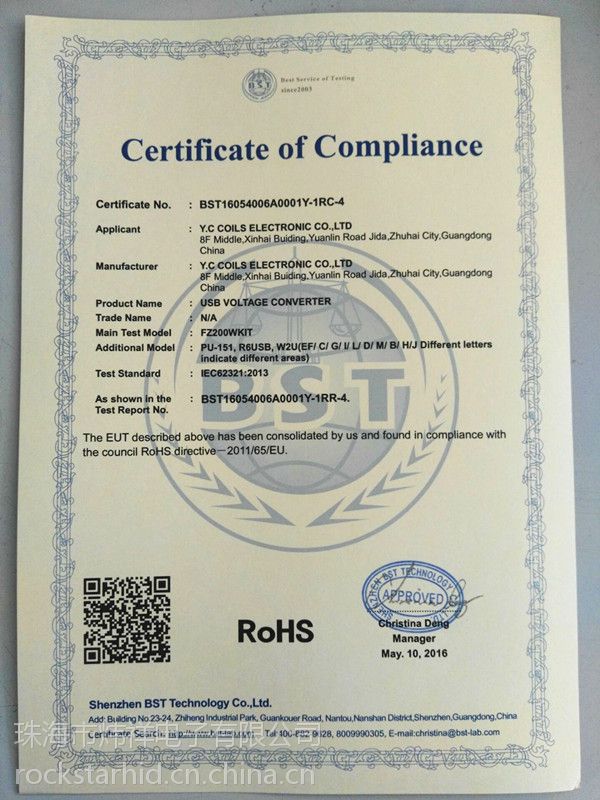 BST
Best Service of Testing
since2003
Certificate of Compliance
Certificate No. : BST16054006A0001Y-1RC-4
Applicant : Y.C COILS ELECTRONIC CO.,LTD
8F Middle,Xinhai Buiding,Yuanlin Road Jida,Zhuhai City,Guangdong
China
Manufacturer : Y.C COILS ELECTRONIC CO.,LTD
8F Middle,Xinhai Buiding,Yuanlin Road Jida,Zhuhai City,Guangdong
China
Product Name : USB VOLTAGE CONVERTER
Trade Name : N/A
Main Test Model : FZ200WKIT
Additional Model : PU-151, R6USB, W2U(EF/ C/ G/ I/ L/ D/ M/ B/ H/J Different letters
indicate different areas)
Test Standard : IEC62321:2013
BST
As shown in the : BST16054006A0001Y-1RR-4.
Test Report No.
The EUT described above has been consolidated by us and found in compliance with
the council RoHS directive－2011/65/EU.
SHENZHEN BST TECHNOLOGY
APPROVED
RoHS
Christina Deng
Manager
May. 10, 2016
Shenzhen BST Technology Co.,Ltd.
Add: Building No.23-24, Zhiheng Industrial Park, Guankouer Road, Nantou,Nanshan District,Shenzhen,Guangdong,China
Certificate Search: Tel:400-882-9628, 8009990305, E-mail:christina@bst-lab.com
rockstarhid.cn.china.cn